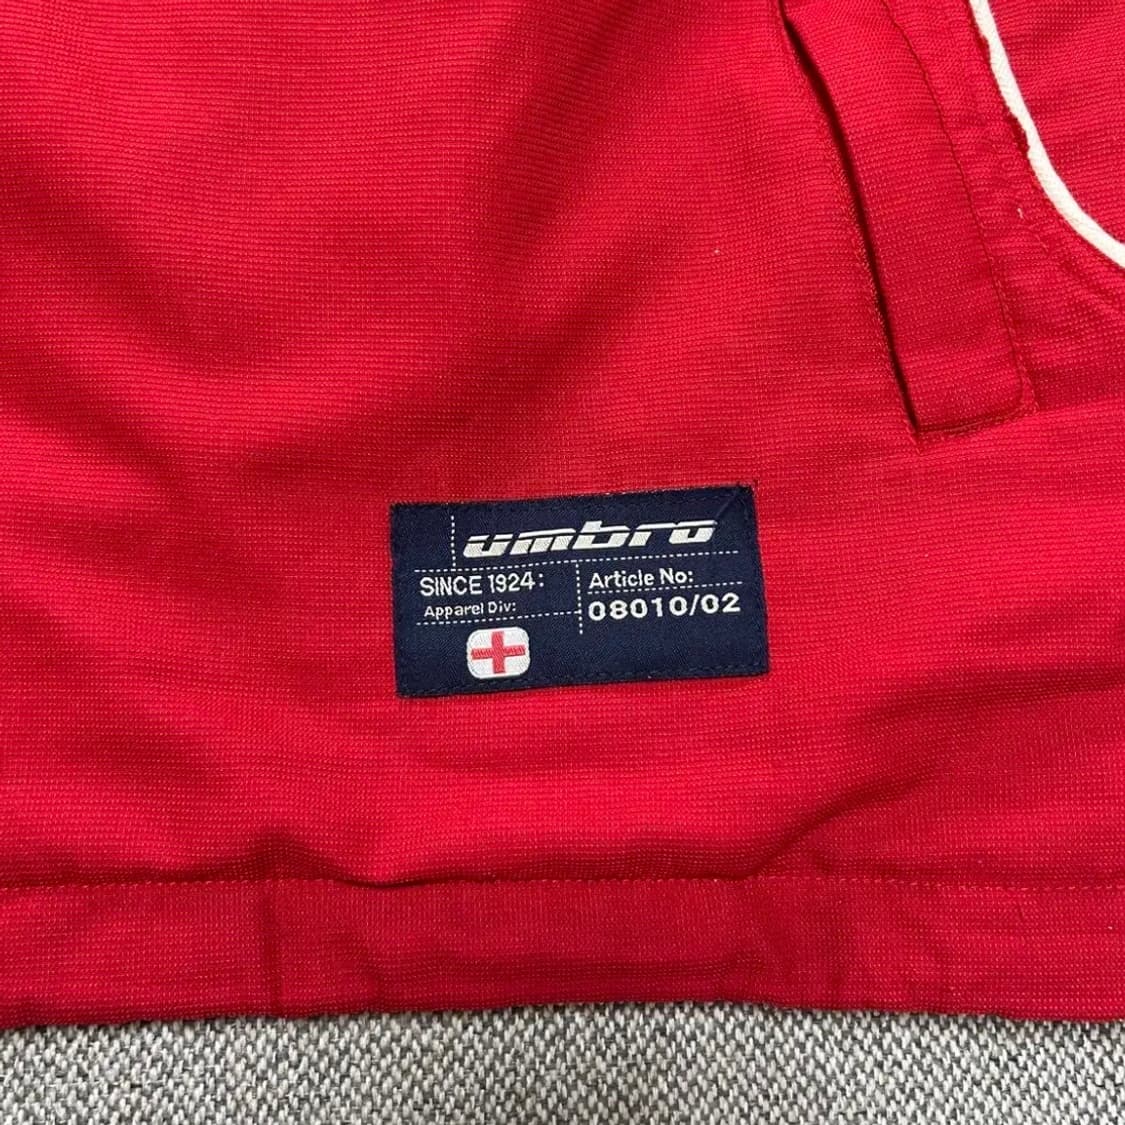 umbro
SINCE 1924:
Apparel Div:
Article No:
08010/02